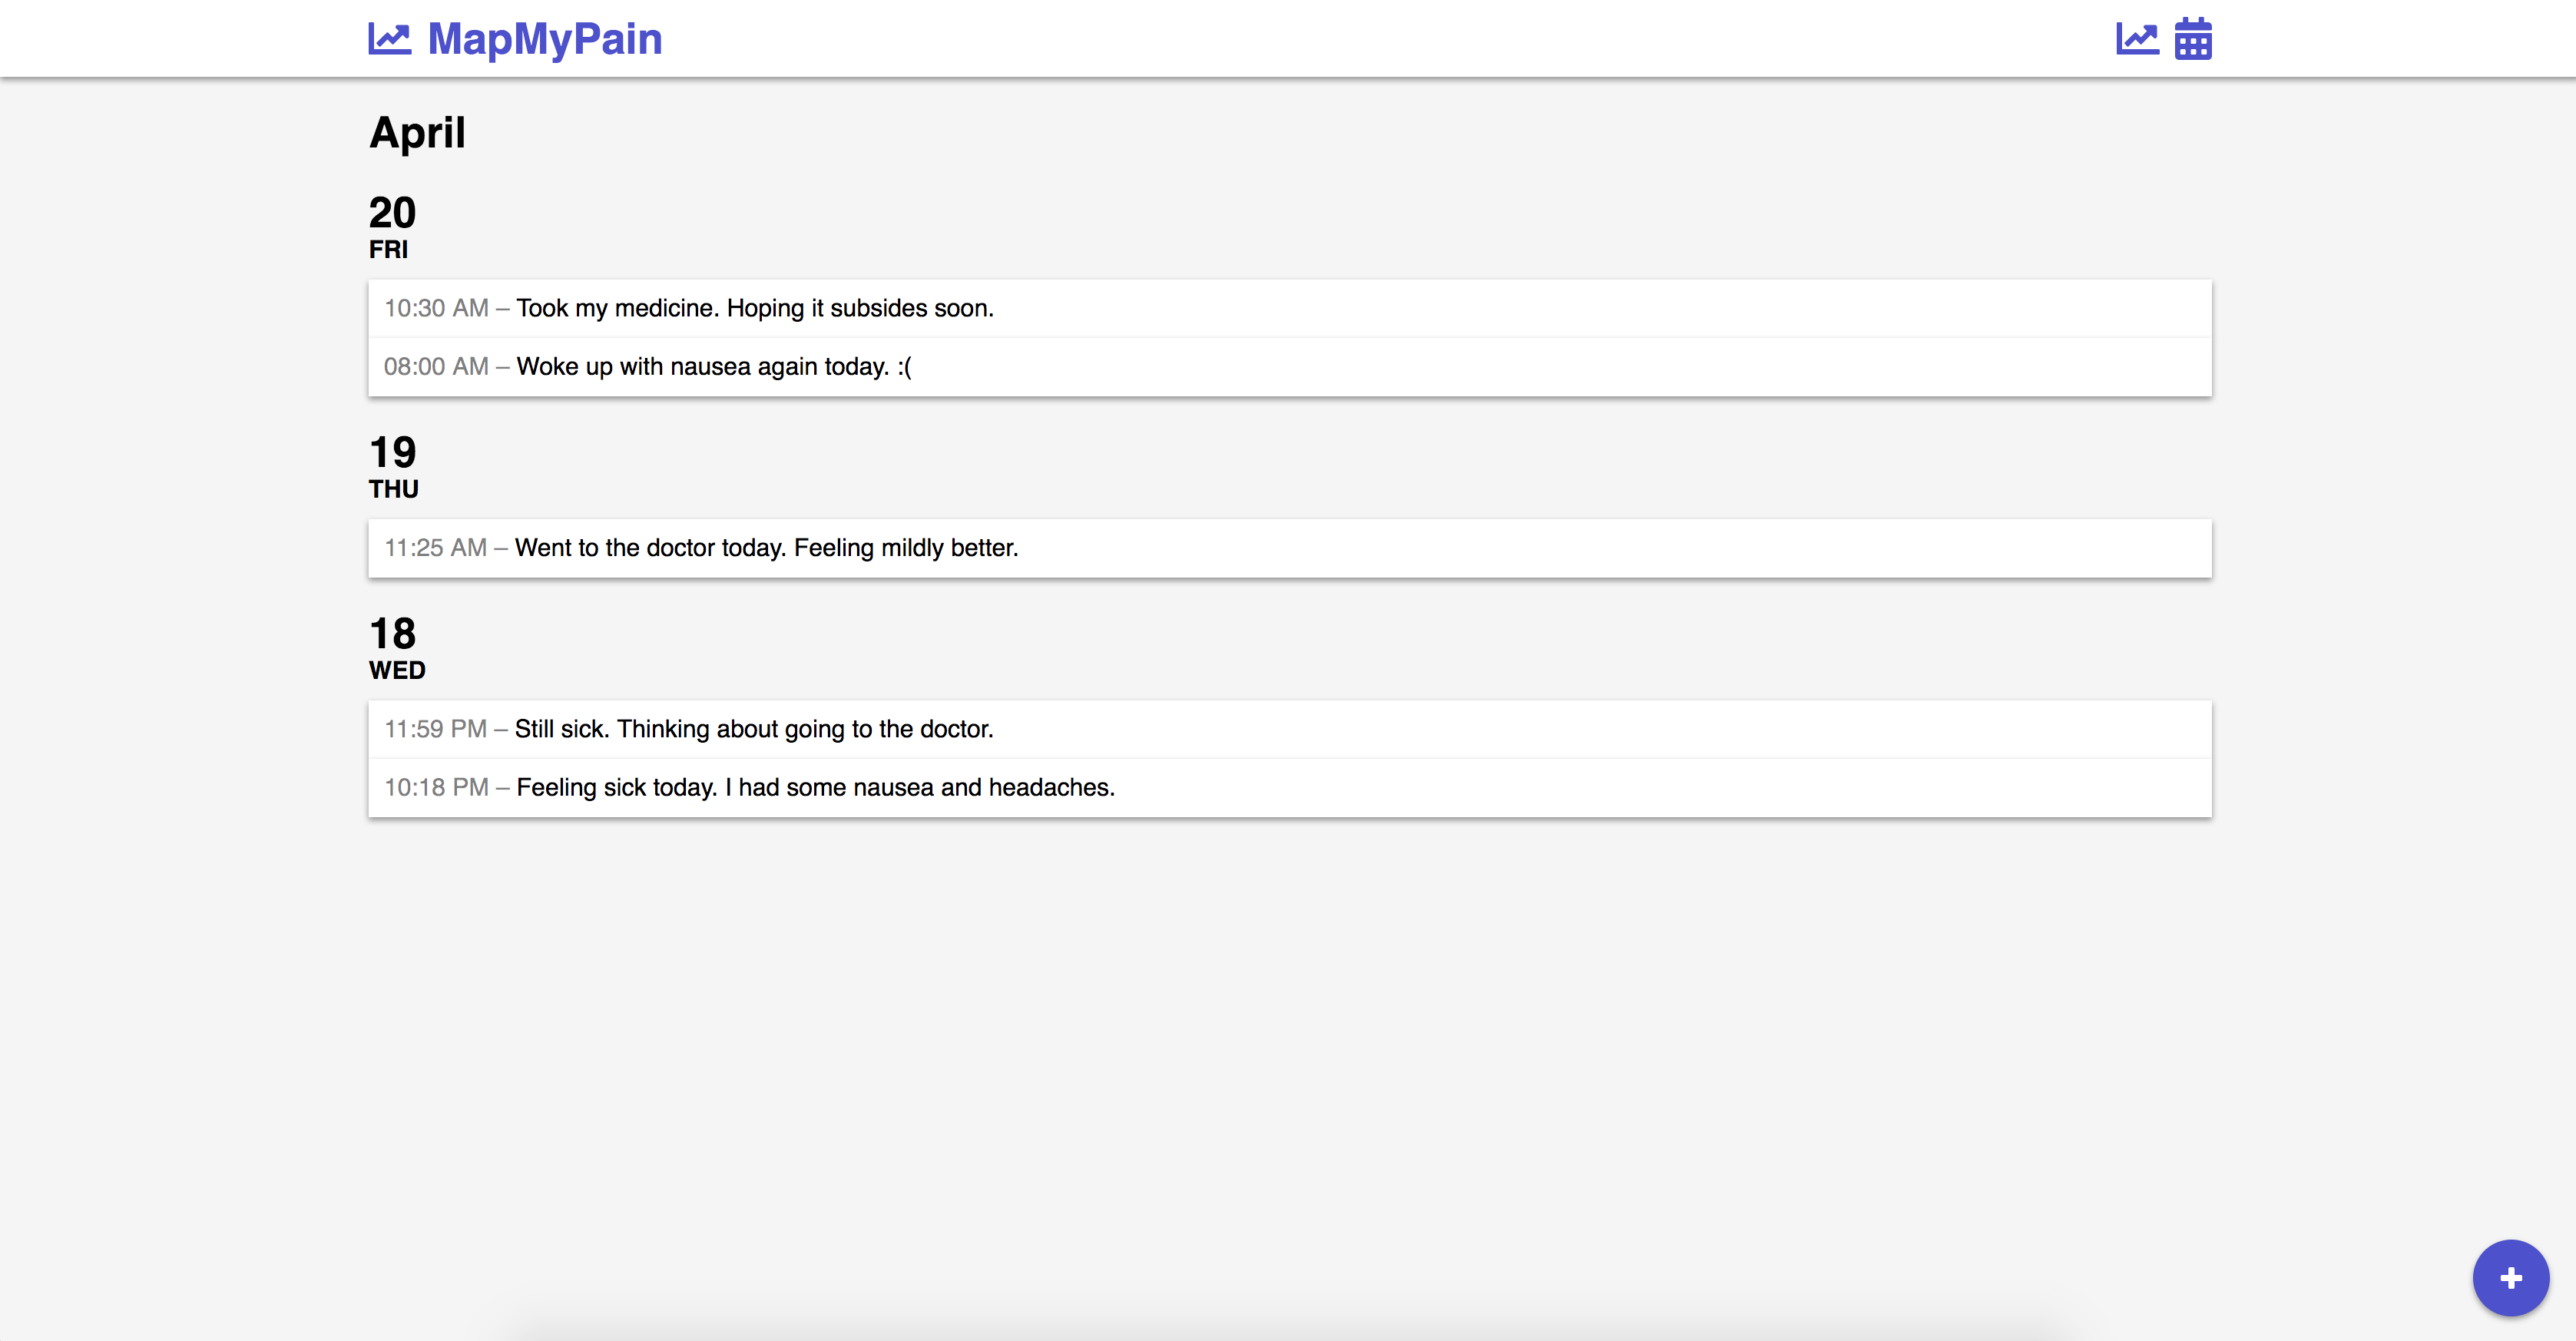 MapMyPain
April
20
FRI
10:30 AM – Took my medicine. Hoping it subsides soon.
08:00 AM – Woke up with nausea again today. :(
19
THU
11:25 AM – Went to the doctor today. Feeling mildly better.
18
WED
11:59 PM – Still sick. Thinking about going to the doctor.
10:18 PM – Feeling sick today. I had some nausea and headaches.